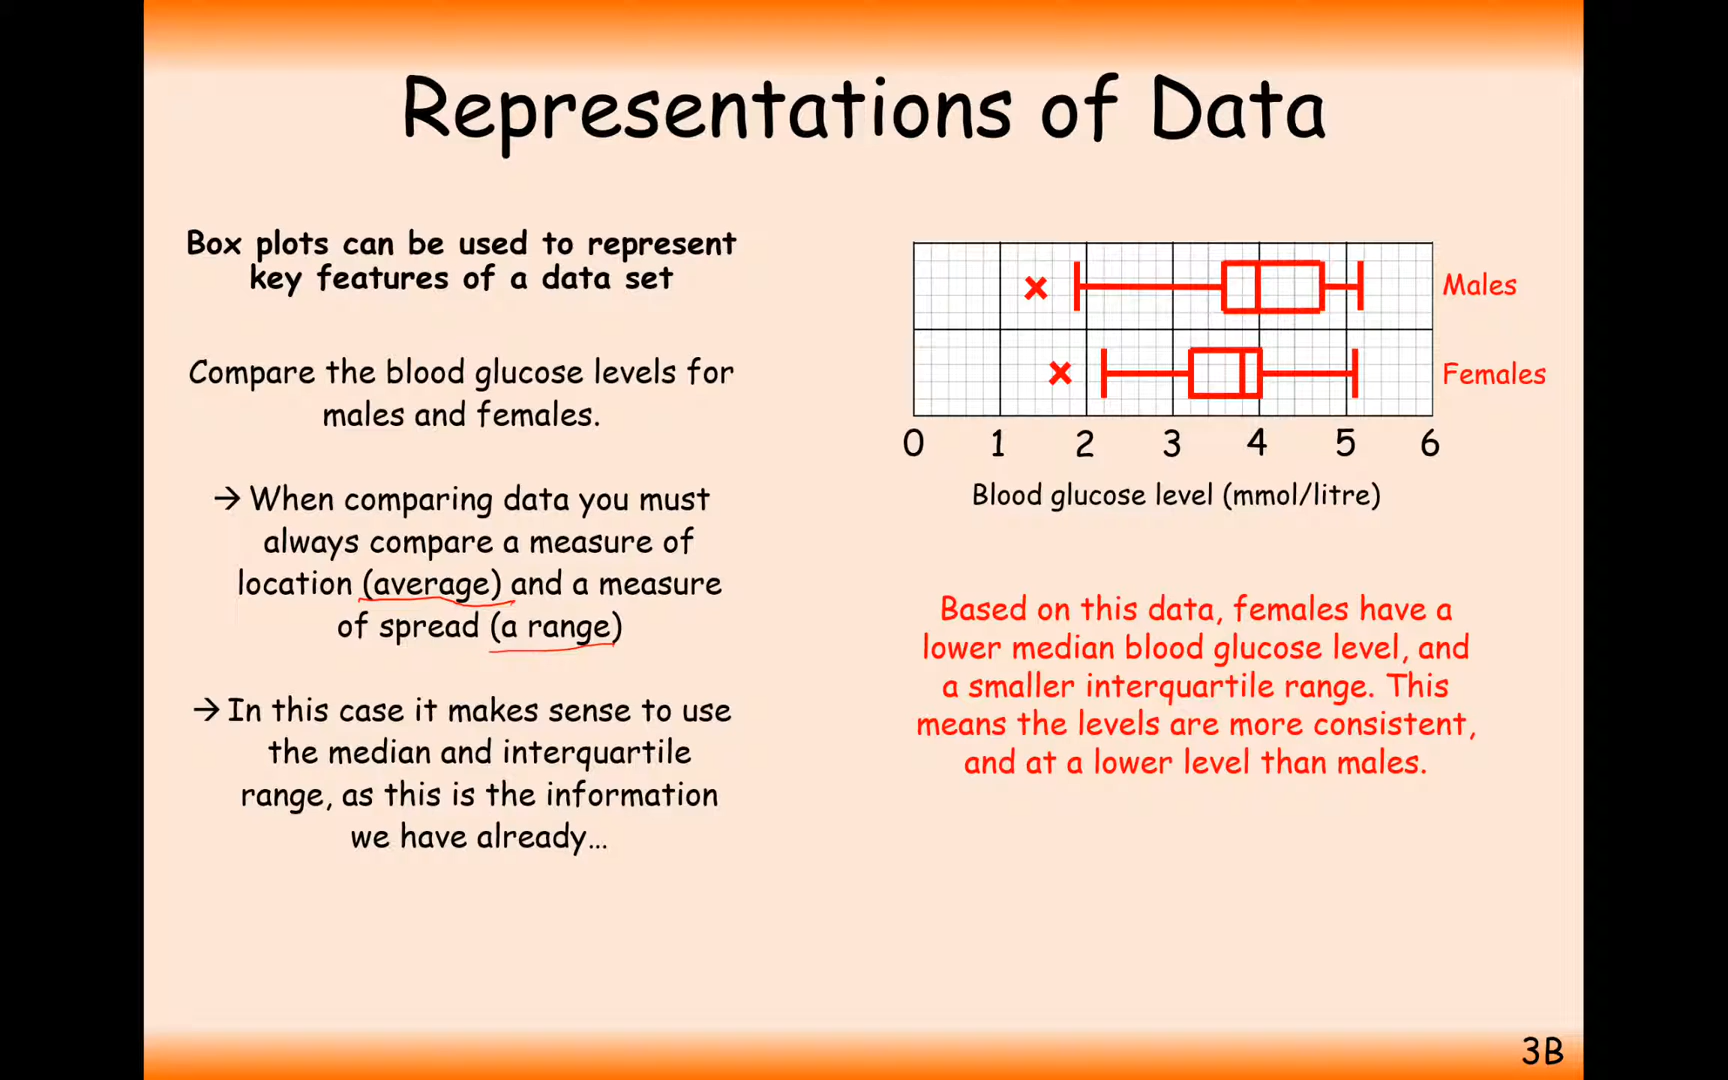 Representations of Data
Box plots can be used to represent
key features of a data set
Compare the blood glucose levels for
males and females.
→ When comparing data you must
always compare a measure of
location (average) and a measure
of spread (a range)
→ In this case it makes sense to use
the median and interquartile
range, as this is the information
we have already…
Males
Females
0 1 2 3 4 5 6
Blood glucose level (mmol/litre)
Based on this data, females have a
lower median blood glucose level, and
a smaller interquartile range. This
means the levels are more consistent,
and at a lower level than males.
3B